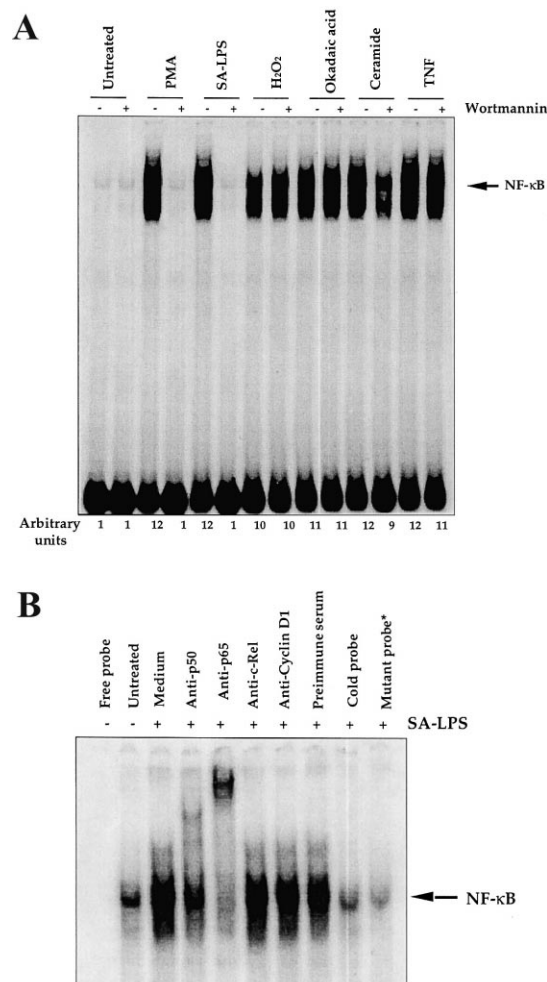 A
Untreated PMA SA-LPS H₂O₂ Okadaic acid Ceramide TNF
- + - + - + - + - + - + - + Wortmannin
NF-κB
Arbitrary units 1 1 12 1 12 1 10 10 11 11 12 9 12 11
B
Free probe Untreated Medium Anti-p50 Anti-p65 Anti-c-Rel Anti-Cyclin D1 Preimmune serum Cold probe Mutant probe*
- - + + + + + + + + SA-LPS
NF-κB